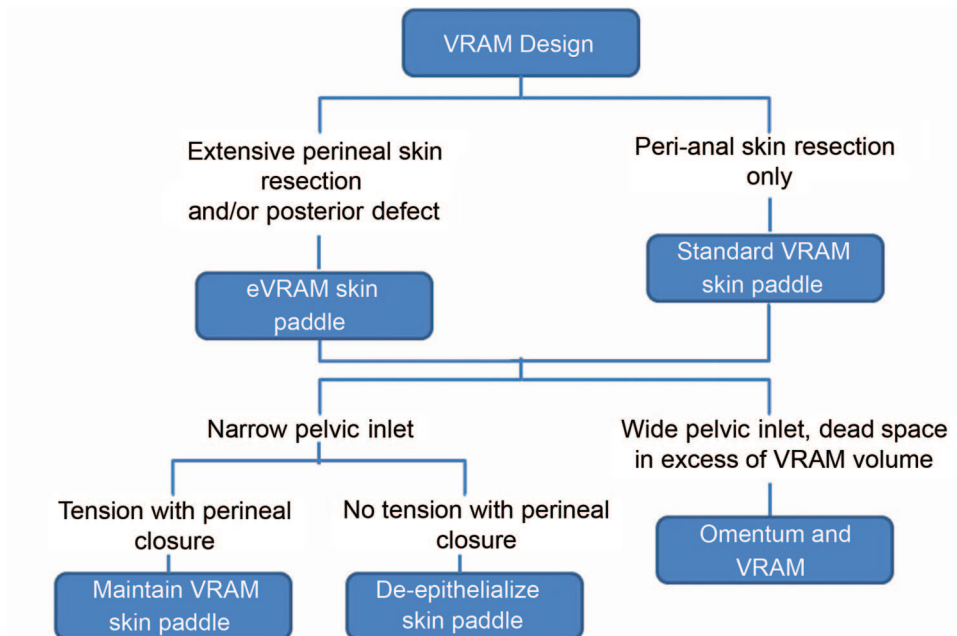 VRAM Design
Extensive perineal skin
resection
and/or posterior defect
Peri-anal skin resection
only
eVRAM skin
paddle
Standard VRAM
skin paddle
Narrow pelvic inlet
Wide pelvic inlet, dead space
in excess of VRAM volume
Tension with perineal
closure
No tension with perineal
closure
Omentum and
VRAM
Maintain VRAM
skin paddle
De-epithelialize
skin paddle